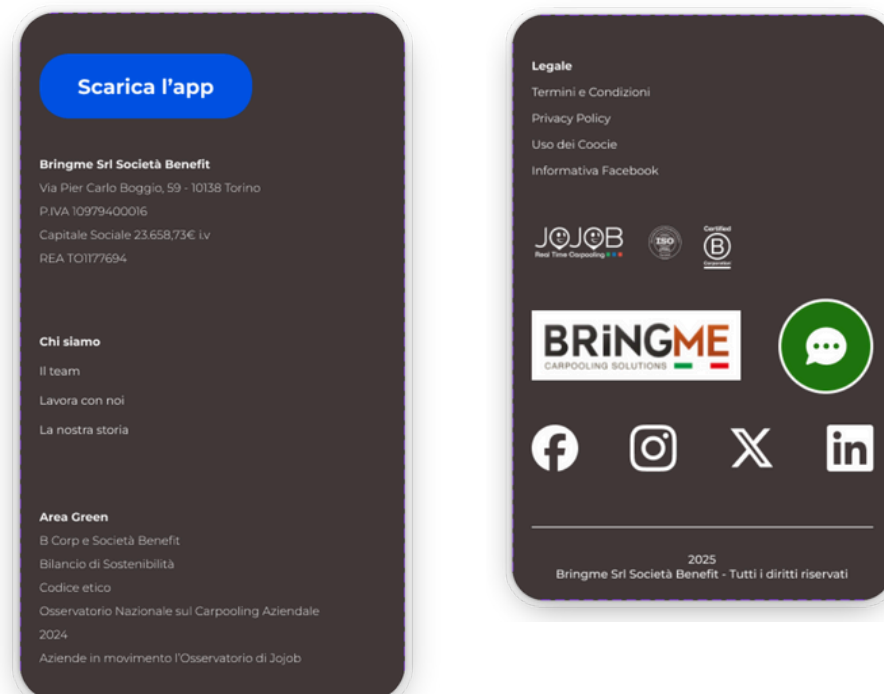 Scarica l'app
Bringme Srl Società Benefit
Via Pier Carlo Boggio, 59 - 10138 Torino
P.IVA 10979400016
Capitale Sociale 23.658,73€ i.v
REA TO1177694
Chi siamo
Il team
Lavora con noi
La nostra storia
Area Green
B Corp e Società Benefit
Bilancio di Sostenibilità
Codice etico
Osservatorio Nazionale sul Carpooling Aziendale
2024
Aziende in movimento l'Osservatorio di Jojob
Legale
Termini e Condizioni
Privacy Policy
Uso dei Coocie
Informativa Facebook
JOJOB
Real Time Carpooling
ISO
Certified
B
Corporation
BRiNGME
CARPOOLING SOLUTIONS
in
2025
Bringme Srl Società Benefit - Tutti i diritti riservati